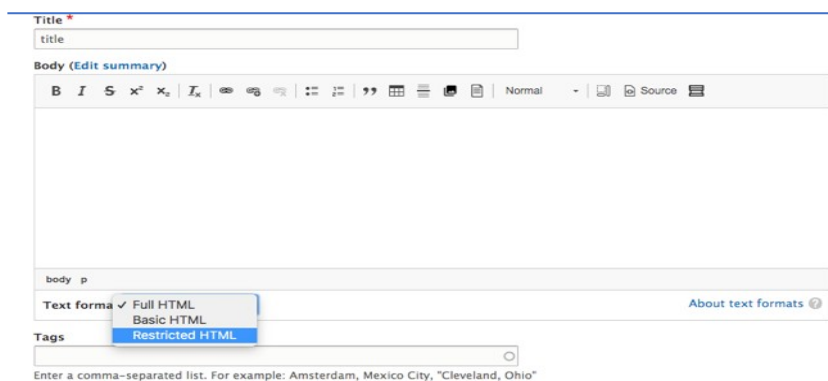 Title *
title
Body (Edit summary)
B I S x² x₂ Tx Normal Source
body p
Text forma ✓ Full HTML About text formats ?
Basic HTML
Restricted HTML
Tags
Enter a comma-separated list. For example: Amsterdam, Mexico City, "Cleveland, Ohio"